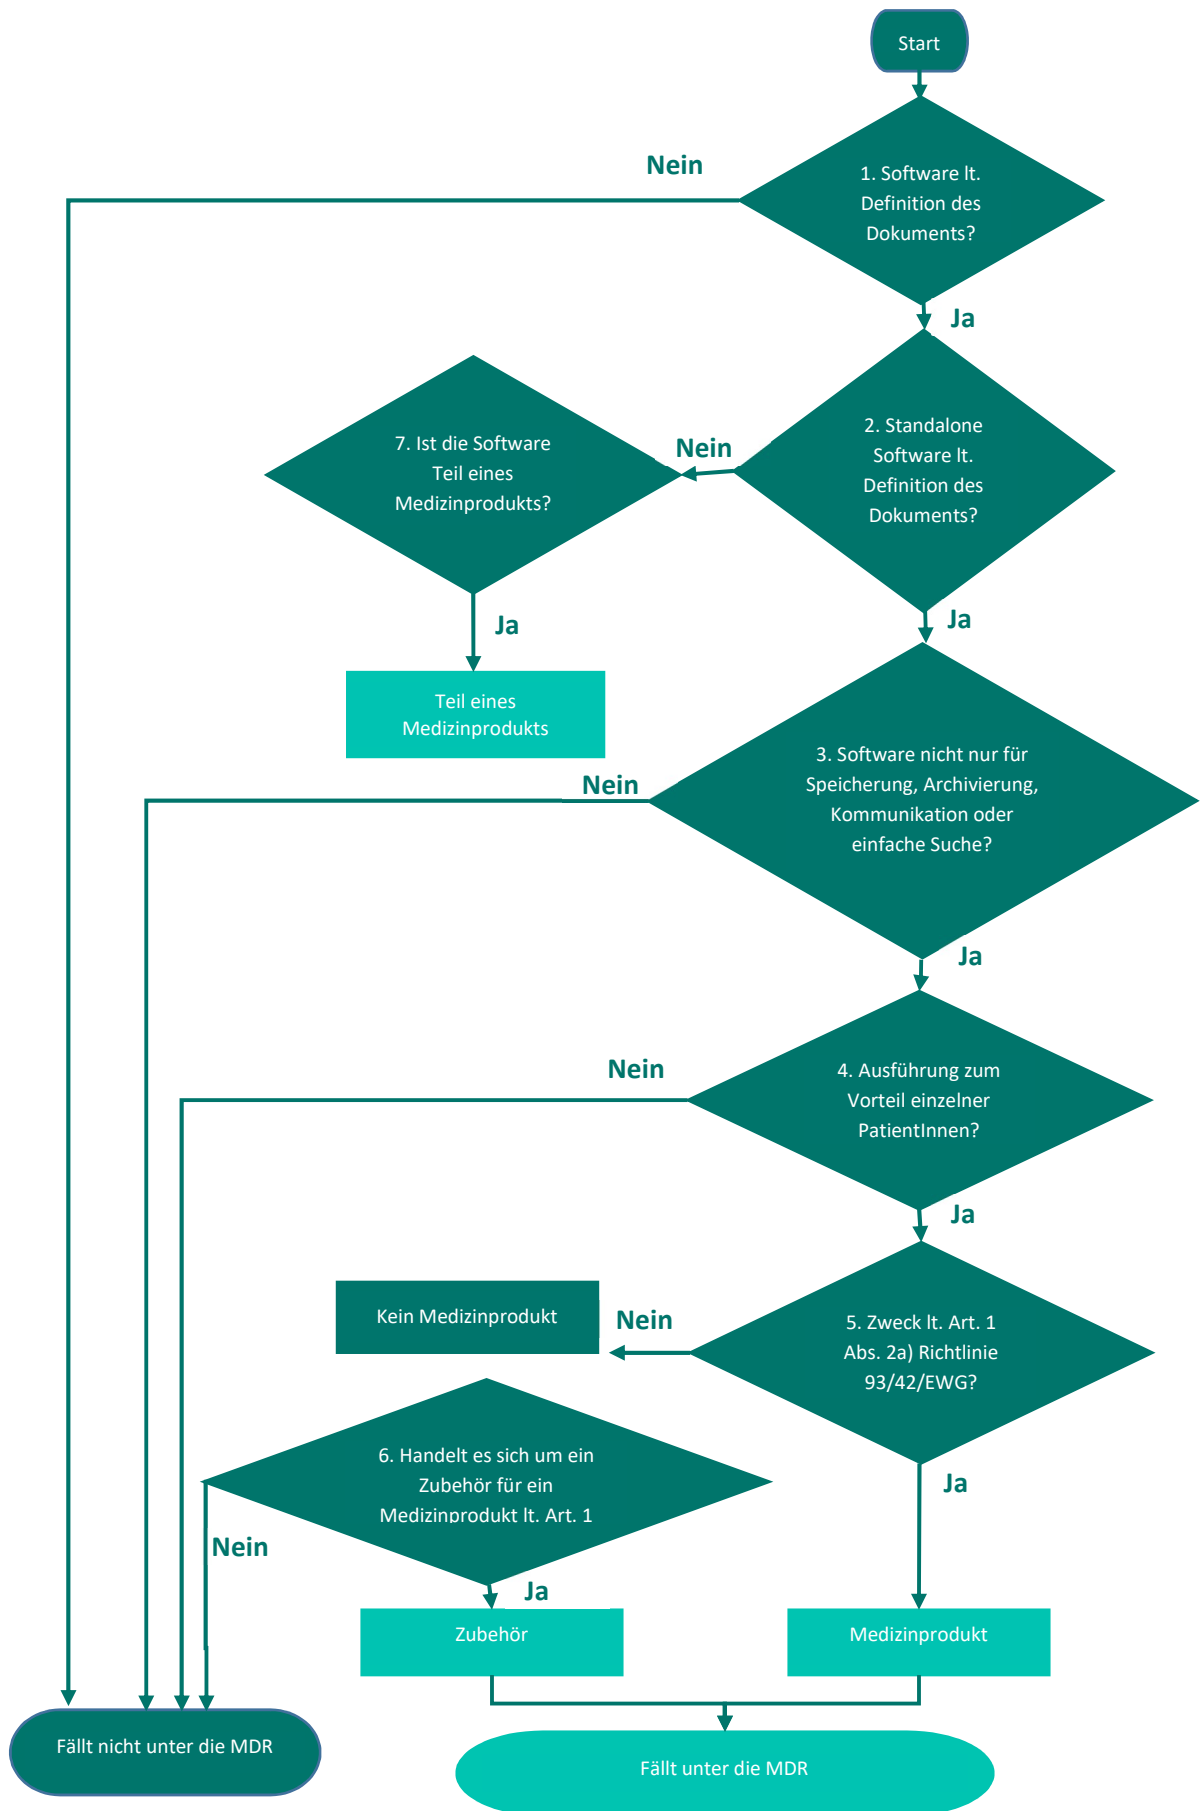 Start
Nein
1. Software lt.
Definition des
Dokuments?
Ja
7. Ist die Software
Teil eines
Medizinprodukts?
Nein
2. Standalone
Software lt.
Definition des
Dokuments?
Ja
Ja
Teil eines
Medizinprodukts
Nein
3. Software nicht nur für
Speicherung, Archivierung,
Kommunikation oder
einfache Suche?
Ja
Nein
4. Ausführung zum
Vorteil einzelner
PatientInnen?
Ja
Kein Medizinprodukt
Nein
5. Zweck lt. Art. 1
Abs. 2a) Richtlinie
93/42/EWG?
Ja
6. Handelt es sich um ein
Zubehör für ein
Medizinprodukt lt. Art. 1
Nein
Ja
Zubehör
Medizinprodukt
Fällt nicht unter die MDR
Fällt unter die MDR